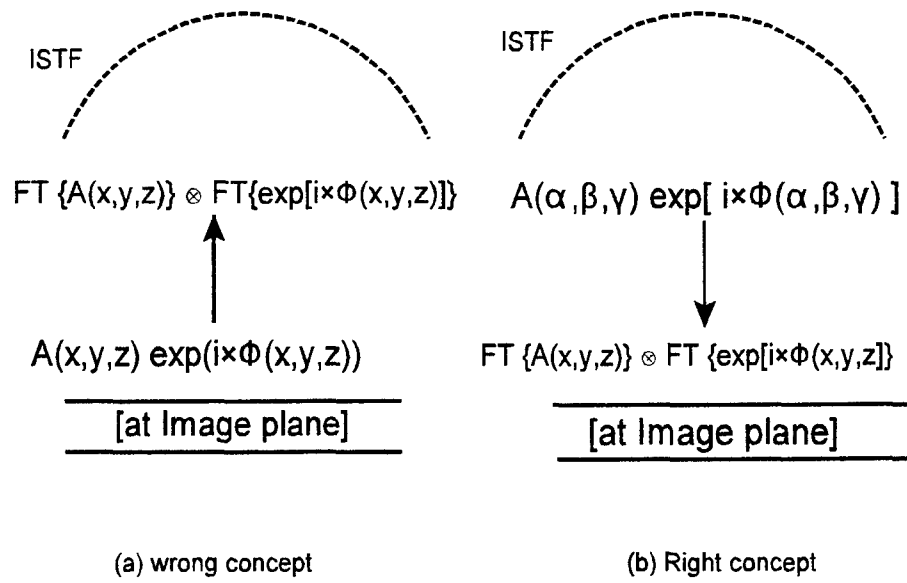 ISTF
FT {A(x,y,z)} ⊗ FT{exp[i×Φ(x,y,z)]}
A(x,y,z) exp(i×Φ(x,y,z))
[at Image plane]
(a) wrong concept
ISTF
A(α,β,γ) exp[ i×Φ(α,β,γ) ]
FT {A(x,y,z)} ⊗ FT {exp[i×Φ(x,y,z]}
[at Image plane]
(b) Right concept